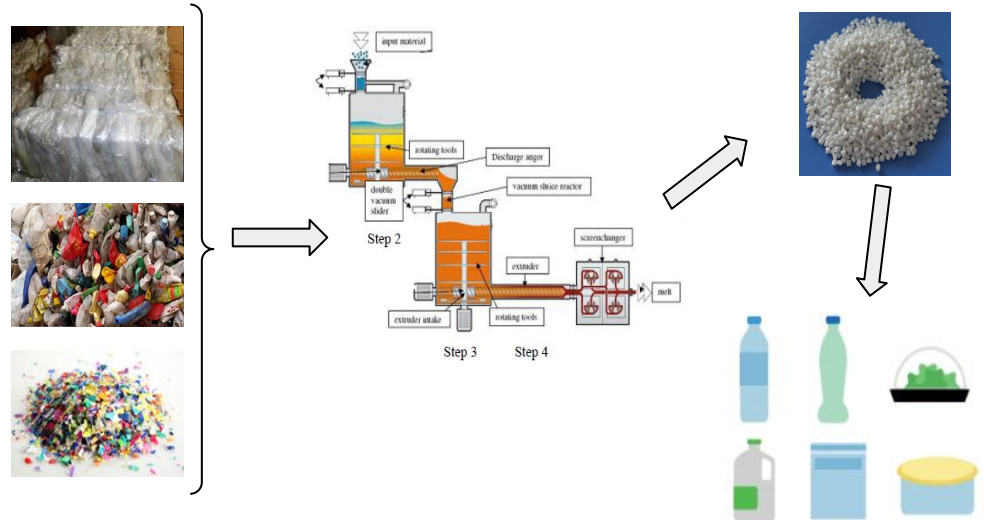 input material
rotating tools
Discharge auger
double
vacuum
slider
vacuum sluice reactor
Step 2
screenchanger
extruder
melt
extruder intake
rotating tools
Step 3
Step 4